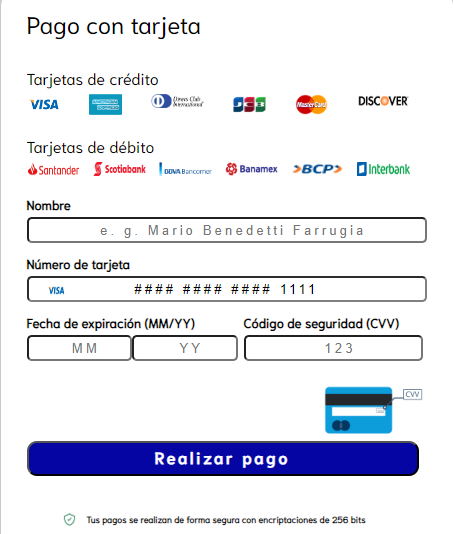 Pago con tarjeta
Tarjetas de crédito
VISA AMERICAN EXPRESS Diners Club International JCB MasterCard DISCOVER
Tarjetas de débito
Santander Scotiabank BBVA Bancomer Banamex BCP Interbank
Nombre
e. g. Mario Benedetti Farrugia
Número de tarjeta
VISA #### #### #### 1111
Fecha de expiración (MM/YY) Código de seguridad (CVV)
MM YY 123
CVV
Realizar pago
Tus pagos se realizan de forma segura con encriptaciones de 256 bits